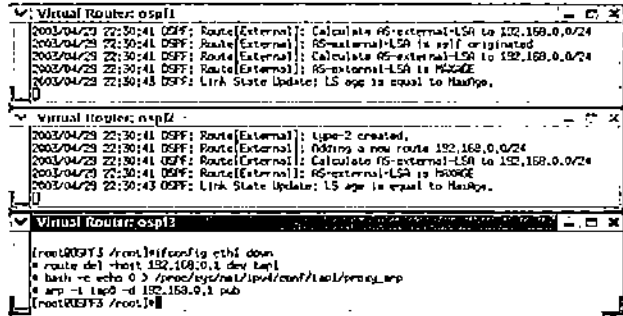 Virtual Router: ospf1
2003/04/29 22:30:41 OSPF: Route[External]: Calculate AS-external-LSA to 192.168.0.0/24
2003/04/29 22:30:41 OSPF: Route[External]: AS-external-LSA is self originated
2003/04/29 22:30:41 OSPF: Route[External]: Calculate AS-external-LSA to 192.168.0.0/24
2003/04/29 22:30:41 OSPF: Route[External]: AS-external-LSA is MAXAGE
2003/04/29 22:30:43 OSPF: Link State Update: LS age is equal to MaxAge.
Virtual Router: ospf2
2003/04/29 22:30:41 OSPF: Route[External]: type-2 created.
2003/04/29 22:30:41 OSPF: Route[External]: Adding a new route 192.168.0.0/24
2003/04/29 22:30:41 OSPF: Route[External]: Calculate AS-external-LSA to 192.168.0.0/24
2003/04/29 22:30:41 OSPF: Route[External]: AS-external-LSA is MAXAGE
2003/04/29 22:30:43 OSPF: Link State Update: LS age is equal to MaxAge.
Virtual Router: ospf3
[root@OSPF3 /root]#ifconfig eth1 down
# route del -host 192.168.0.1 dev tap1
# bash -c echo 0 > /proc/sys/net/ipv4/conf/tap1/proxy_arp
# arp -i tap0 -d 192.168.0.1 pub
[root@OSPF3 /root]#